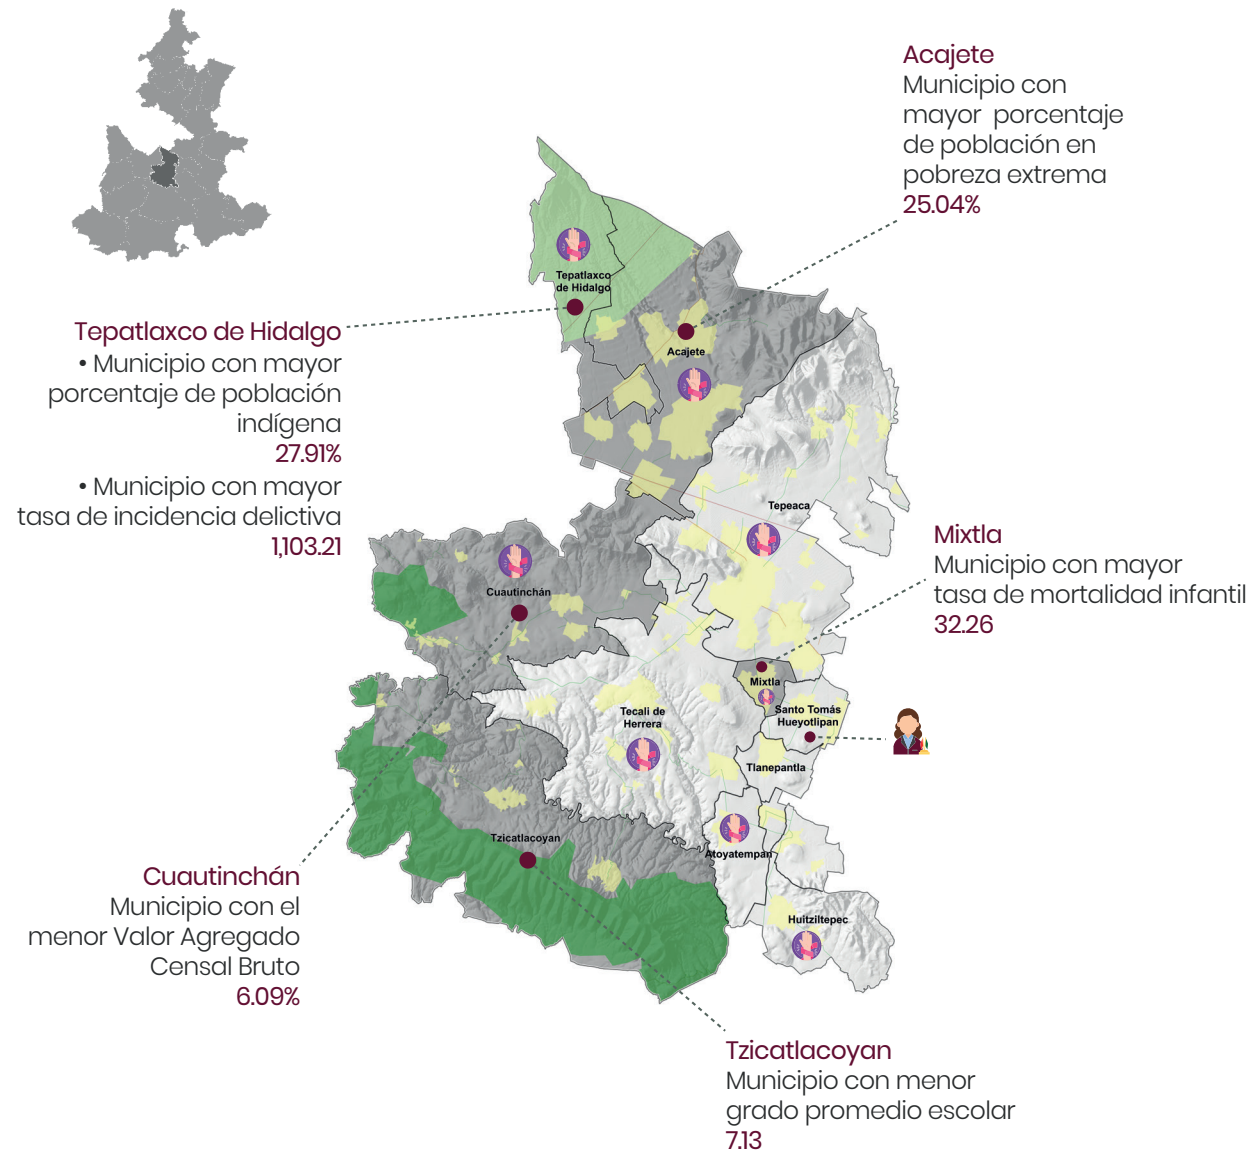 Acajete
Municipio con
mayor porcentaje
de población en
pobreza extrema
25.04%
Tepatlaxco
de Hidalgo
Acajete
Tepatlaxco de Hidalgo
• Municipio con mayor
porcentaje de población
indígena
27.91%
• Municipio con mayor
tasa de incidencia delictiva
1,103.21
Tepeaca
Mixtla
Municipio con mayor
tasa de mortalidad infantil
32.26
Cuautinchán
Mixtla
Santo Tomás
Hueyotlipan
Tecali de
Herrera
Tlanepantla
Tzicatlacoyan
Atoyatempan
Huitziltepec
Cuautinchán
Municipio con el
menor Valor Agregado
Censal Bruto
6.09%
Tzicatlacoyan
Municipio con menor
grado promedio escolar
7.13